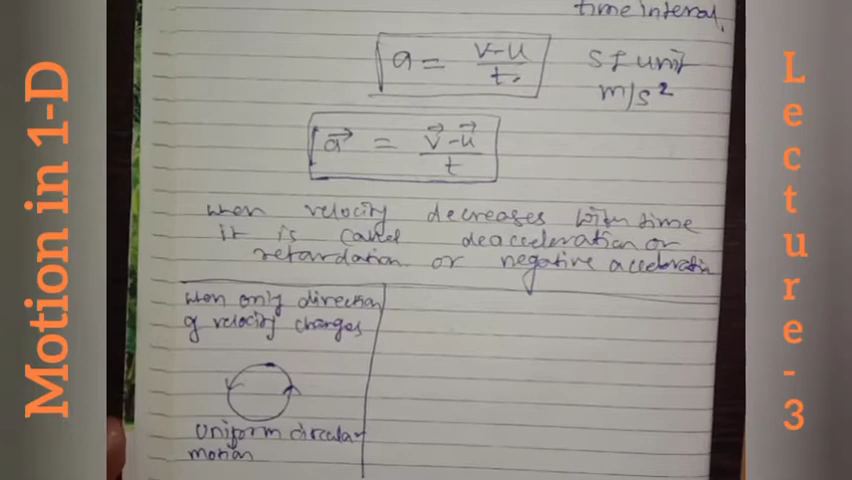 Motion in 1-D
time interval
a = v-u / t
SI unit
m/s²
a⃗ = v⃗ - u⃗ / t
when velocity decreases with time
it is called deacceleration or
retardation or negative acceleration
when only direction
of velocity changes
Uniform circular
motion
Lecture-3